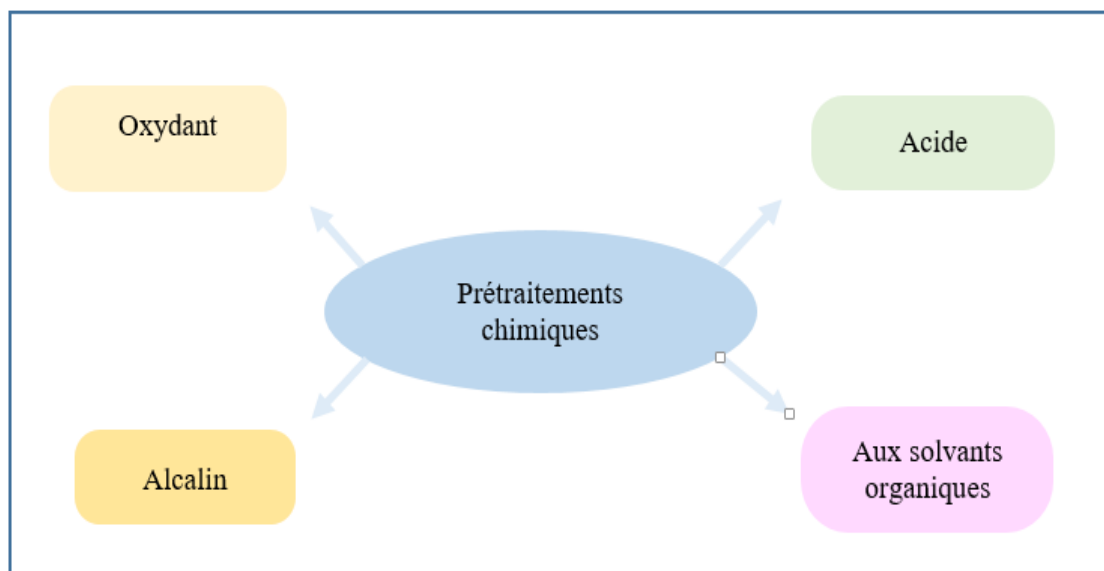 Oxydant
Acide
Prétraitements
chimiques
Alcalin
Aux solvants
organiques